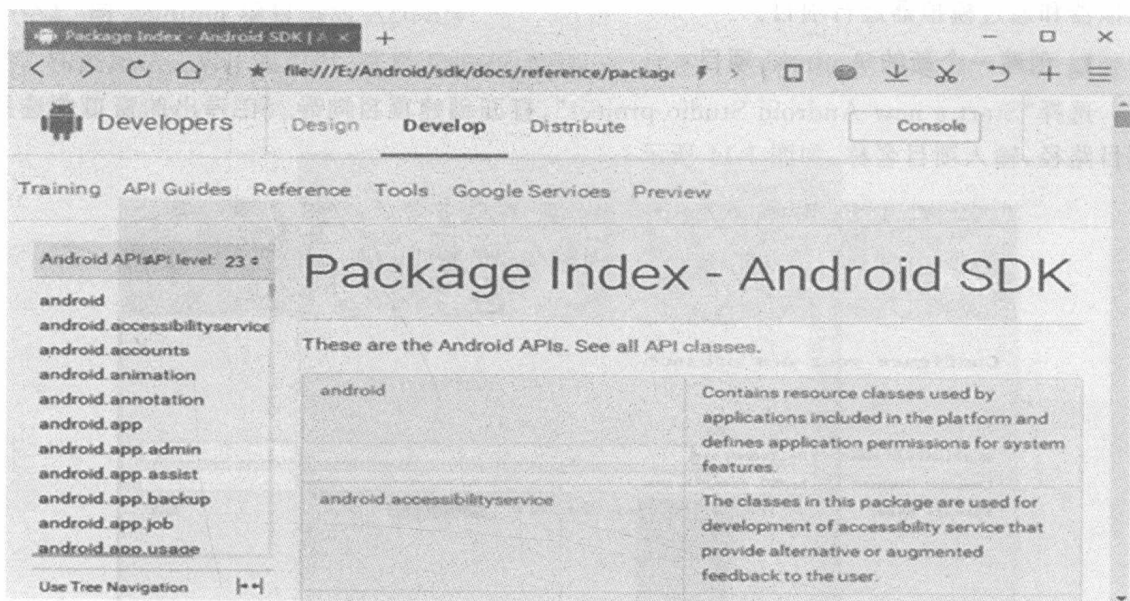 Package Index - Android SDK | A
file:///E:/Android/sdk/docs/reference/package
Developers
Design
Develop
Distribute
Console
Training
API Guides
Reference
Tools
Google Services
Preview
Android APIs
API level: 23
android
android.accessibilityservice
android.accounts
android.animation
android.annotation
android.app
android.app.admin
android.app.assist
android.app.backup
android.app.job
android.app.usage
Use Tree Navigation
Package Index - Android SDK
These are the Android APIs. See all API classes.
android
Contains resource classes used by
applications included in the platform and
defines application permissions for system
features.
android.accessibilityservice
The classes in this package are used for
development of accessibility service that
provide alternative or augmented
feedback to the user.